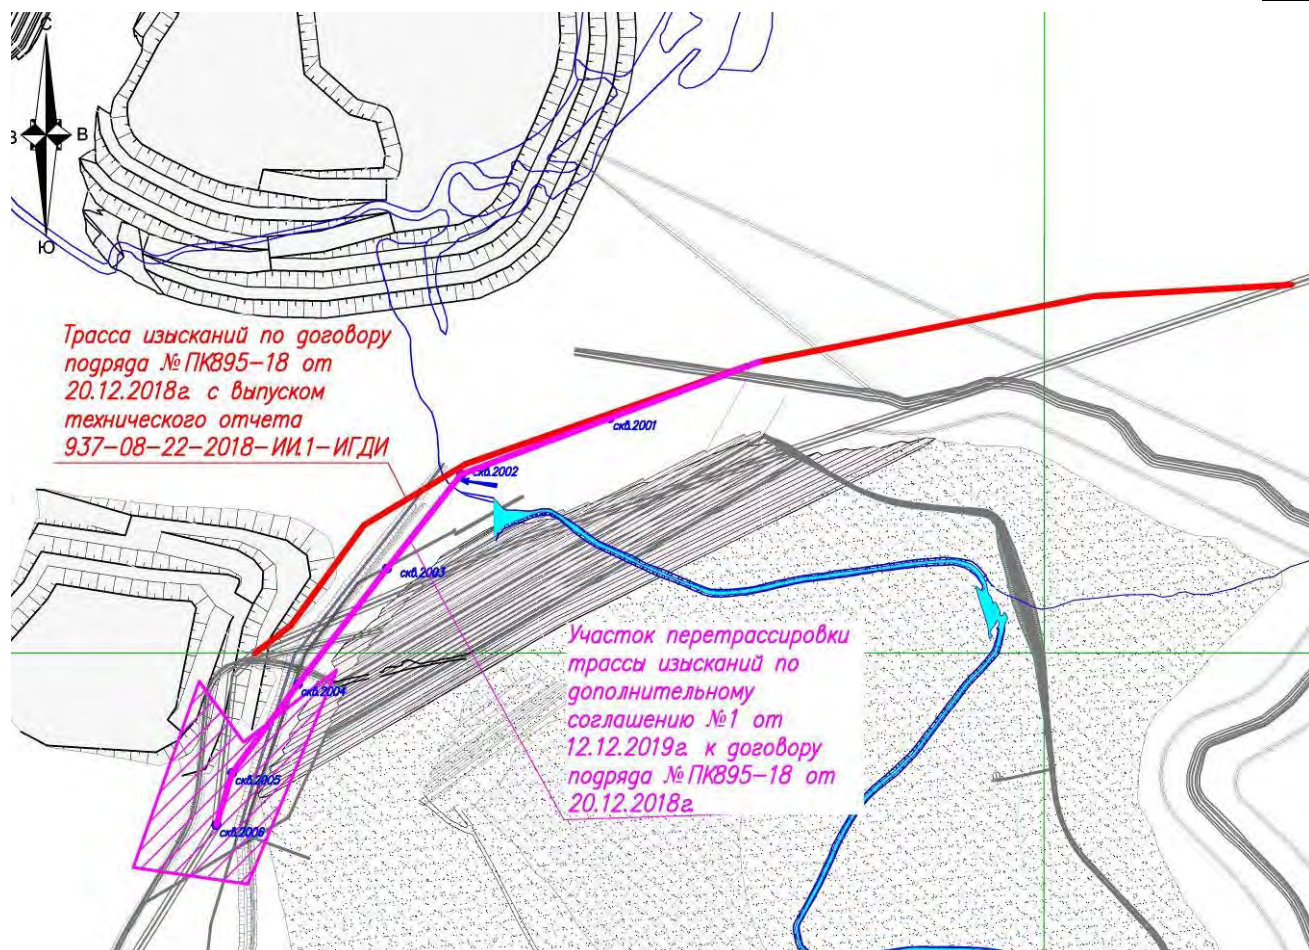 С
З
В
Ю
Трасса изысканий по договору
подряда №ПК895-18 от
20.12.2018г. с выпуском
технического отчета
937-08-22-2018-ИИ.1-ИГДИ
скв.2001
скв.2002
скв.2003
Участок перетрассировки
трассы изысканий по
дополнительному
соглашению №1 от
12.12.2019г. к договору
подряда №ПК895-18 от
20.12.2018г.
скв.2004
скв.2005
скв.2006